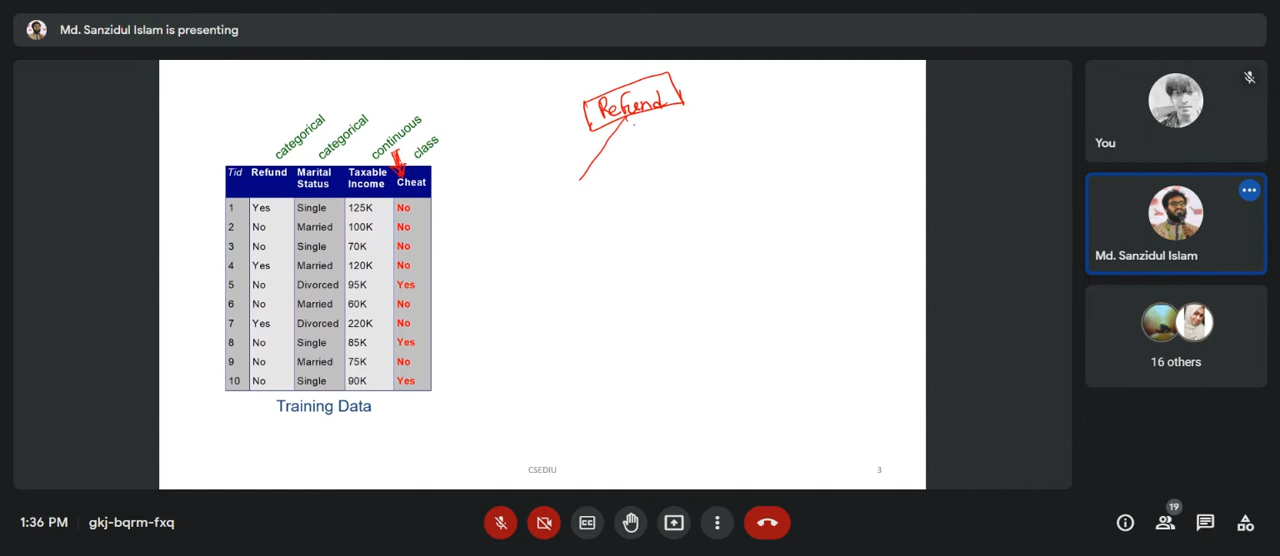 Md. Sanzidul Islam is presenting
Refund
categorical categorical continuous class
Tid Refund Marital Status Taxable Income Cheat
1 Yes Single 125K No
2 No Married 100K No
3 No Single 70K No
4 Yes Married 120K No
5 No Divorced 95K Yes
6 No Married 60K No
7 Yes Divorced 220K No
8 No Single 85K Yes
9 No Married 75K No
10 No Single 90K Yes
Training Data
CSEDIU 3
You
Md. Sanzidul Islam
16 others
1:36 PM gkj-bqrm-fxq
CC
19